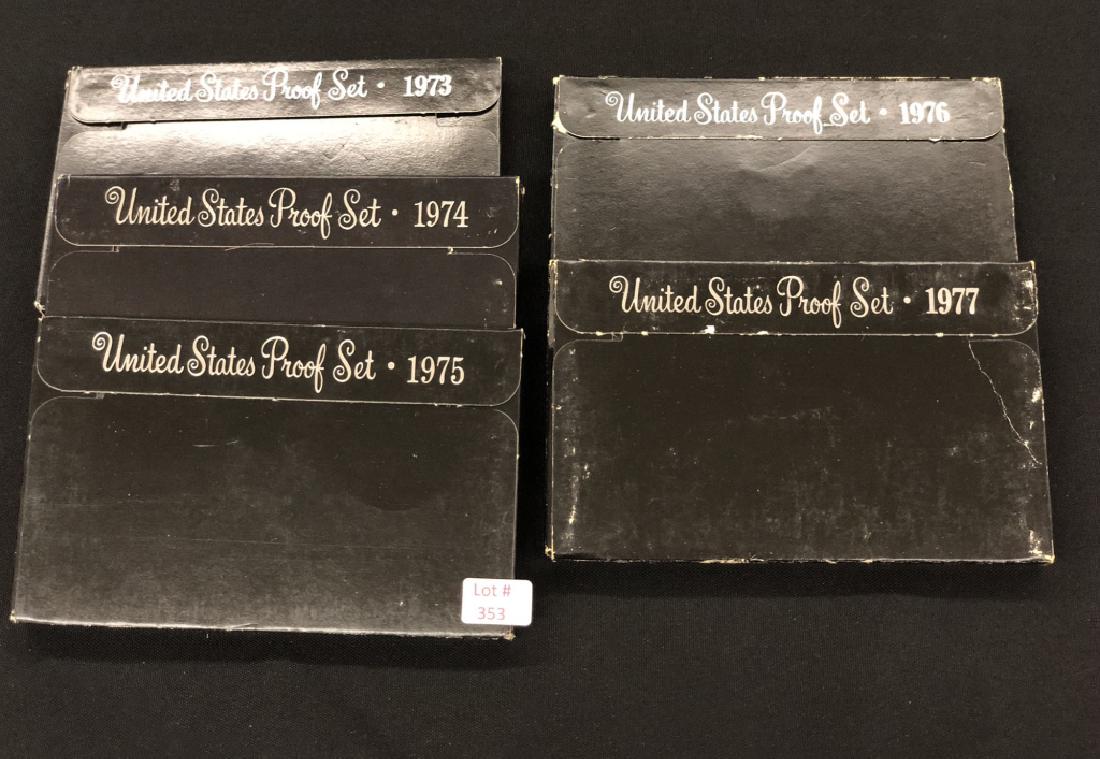 United States Proof Set · 1973
United States Proof Set · 1974
United States Proof Set · 1975
Lot #
353
United States Proof Set · 1976
United States Proof Set · 1977